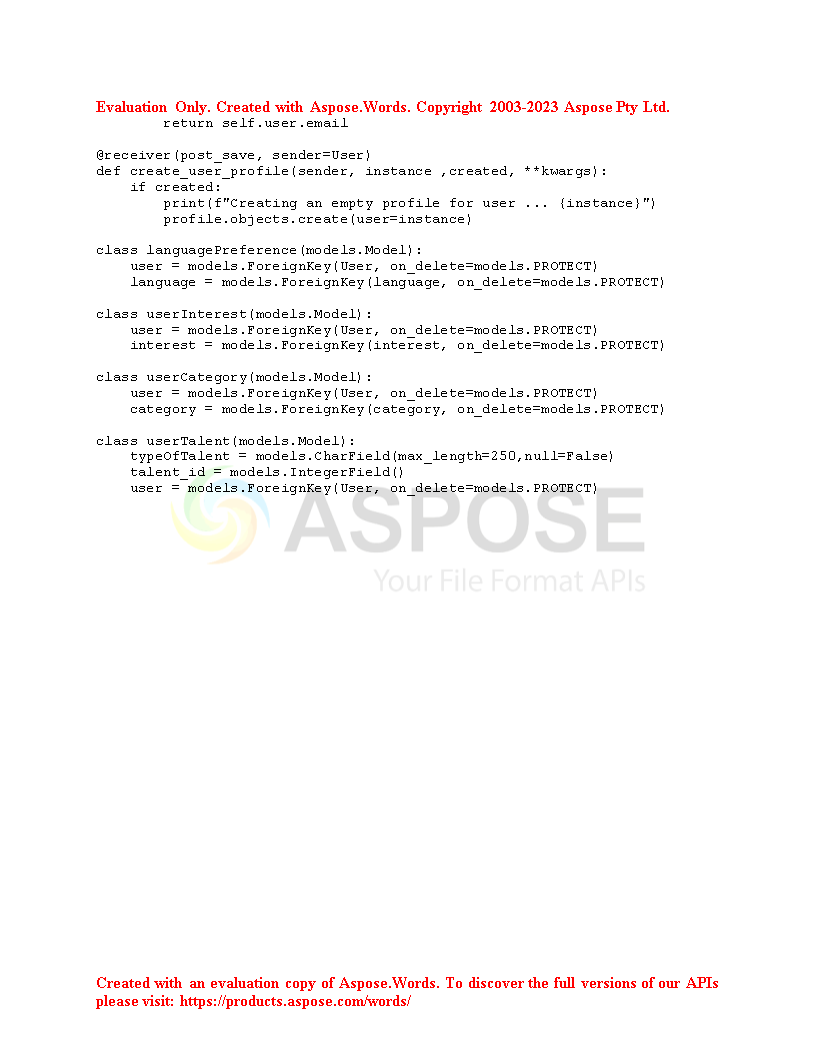 Evaluation Only. Created with Aspose.Words. Copyright 2003-2023 Aspose Pty Ltd.
        return self.user.email

@receiver(post_save, sender=User)
def create_user_profile(sender, instance ,created, **kwargs):
    if created:
        print(f"Creating an empty profile for user ... {instance}")
        profile.objects.create(user=instance)

class languagePreference(models.Model):
    user = models.ForeignKey(User, on_delete=models.PROTECT)
    language = models.ForeignKey(language, on_delete=models.PROTECT)

class userInterest(models.Model):
    user = models.ForeignKey(User, on_delete=models.PROTECT)
    interest = models.ForeignKey(interest, on_delete=models.PROTECT)

class userCategory(models.Model):
    user = models.ForeignKey(User, on_delete=models.PROTECT)
    category = models.ForeignKey(category, on_delete=models.PROTECT)

class userTalent(models.Model):
    typeOfTalent = models.CharField(max_length=250,null=False)
    talent_id = models.IntegerField()
    user = models.ForeignKey(User, on_delete=models.PROTECT)
ASPOSE
Your File Format APIs
Created with an evaluation copy of Aspose.Words. To discover the full versions of our APIs
please visit: https://products.aspose.com/words/